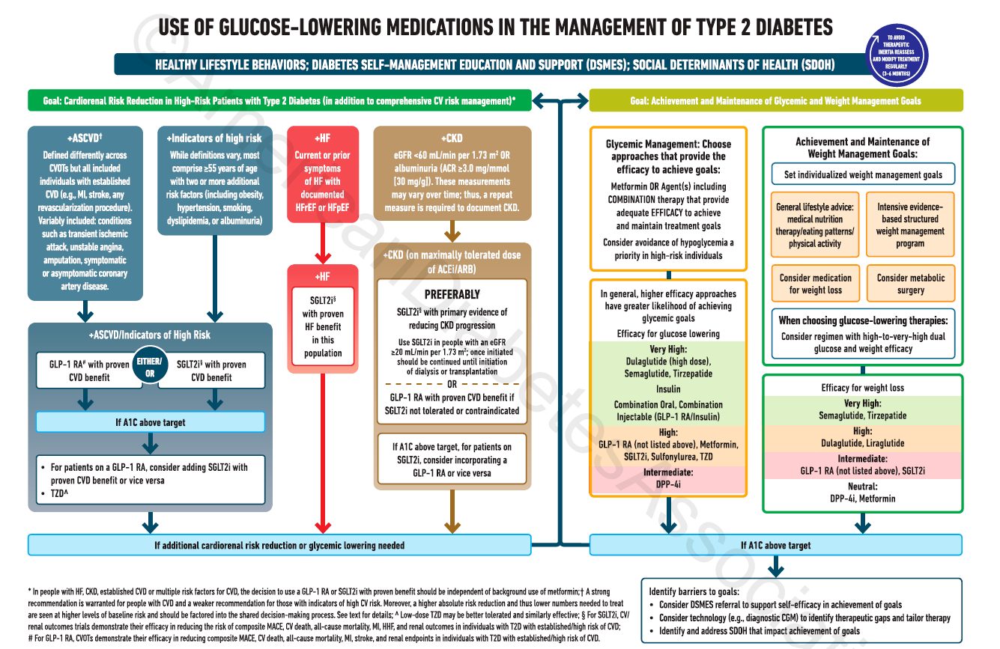 USE OF GLUCOSE-LOWERING MEDICATIONS IN THE MANAGEMENT OF TYPE 2 DIABETES
TO AVOID
THERAPEUTIC
INERTIA REASSESS
AND MODIFY TREATMENT
REGULARLY
(3-6 MONTHS)
HEALTHY LIFESTYLE BEHAVIORS; DIABETES SELF-MANAGEMENT EDUCATION AND SUPPORT (DSMES); SOCIAL DETERMINANTS OF HEALTH (SDOH)
Goal: Cardiorenal Risk Reduction in High-Risk Patients with Type 2 Diabetes (in addition to comprehensive CV risk management)*
+ASCVD†
Defined differently across
CVOTs but all included
individuals with established
CVD (e.g., MI, stroke, any
revascularization procedure).
Variably included: conditions
such as transient ischemic
attack, unstable angina,
amputation, symptomatic
or asymptomatic coronary
artery disease.
+Indicators of high risk
While definitions vary, most
comprise ≥55 years of age
with two or more additional
risk factors (including obesity,
hypertension, smoking,
dyslipidemia, or albuminuria)
+HF
Current or prior
symptoms
of HF with
documented
HFrEF or HFpEF
+CKD
eGFR <60 mL/min per 1.73 m² OR
albuminuria (ACR ≥3.0 mg/mmol
[30 mg/g]). These measurements
may vary over time; thus, a repeat
measure is required to document CKD.
+ASCVD/Indicators of High Risk
GLP-1 RA# with proven
CVD benefit
EITHER/
OR
SGLT2i§ with proven
CVD benefit
If A1C above target
• For patients on a GLP-1 RA, consider adding SGLT2i with
proven CVD benefit or vice versa
• TZD^
+HF
SGLT2i§
with proven
HF benefit
in this
population
+CKD (on maximally tolerated dose
of ACEi/ARB)
PREFERABLY
SGLT2i§ with primary evidence of
reducing CKD progression
Use SGLT2i in people with an eGFR
≥20 mL/min per 1.73 m²; once initiated
should be continued until initiation
of dialysis or transplantation
OR
GLP-1 RA with proven CVD benefit if
SGLT2i not tolerated or contraindicated
If A1C above target, for patients on
SGLT2i, consider incorporating a
GLP-1 RA or vice versa
If additional cardiorenal risk reduction or glycemic lowering needed
Goal: Achievement and Maintenance of Glycemic and Weight Management Goals
Glycemic Management: Choose
approaches that provide the
efficacy to achieve goals:
Metformin OR Agent(s) including
COMBINATION therapy that provide
adequate EFFICACY to achieve
and maintain treatment goals
Consider avoidance of hypoglycemia a
priority in high-risk individuals
In general, higher efficacy approaches
have greater likelihood of achieving
glycemic goals
Efficacy for glucose lowering
Very High:
Dulaglutide (high dose),
Semaglutide, Tirzepatide
Insulin
Combination Oral, Combination
Injectable (GLP-1 RA/Insulin)
High:
GLP-1 RA (not listed above), Metformin,
SGLT2i, Sulfonylurea, TZD
Intermediate:
DPP-4i
Achievement and Maintenance of
Weight Management Goals:
Set individualized weight management goals
General lifestyle advice:
medical nutrition
therapy/eating patterns/
physical activity
Intensive evidence-
based structured
weight management
program
Consider medication
for weight loss
Consider metabolic
surgery
When choosing glucose-lowering therapies:
Consider regimen with high-to-very-high dual
glucose and weight efficacy
Efficacy for weight loss
Very High:
Semaglutide, Tirzepatide
High:
Dulaglutide, Liraglutide
Intermediate:
GLP-1 RA (not listed above), SGLT2i
Neutral:
DPP-4i, Metformin
If A1C above target
Identify barriers to goals:
• Consider DSMES referral to support self-efficacy in achievement of goals
• Consider technology (e.g., diagnostic CGM) to identify therapeutic gaps and tailor therapy
• Identify and address SDOH that impact achievement of goals
* In people with HF, CKD, established CVD or multiple risk factors for CVD, the decision to use a GLP-1 RA or SGLT2i with proven benefit should be independent of background use of metformin;† A strong
recommendation is warranted for people with CVD and a weaker recommendation for those with indicators of high CV risk. Moreover, a higher absolute risk reduction and thus lower numbers needed to treat
are seen at higher levels of baseline risk and should be factored into the shared decision-making process. See text for details; ^ Low-dose TZD may be better tolerated and similarly effective; § For SGLT2i, CV/
renal outcomes trials demonstrate their efficacy in reducing the risk of composite MACE, CV death, all-cause mortality, MI, HHF, and renal outcomes in individuals with T2D with established/high risk of CVD;
# For GLP-1 RA, CVOTs demonstrate their efficacy in reducing composite MACE, CV death, all-cause mortality, MI, stroke, and renal endpoints in individuals with T2D with established/high risk of CVD.